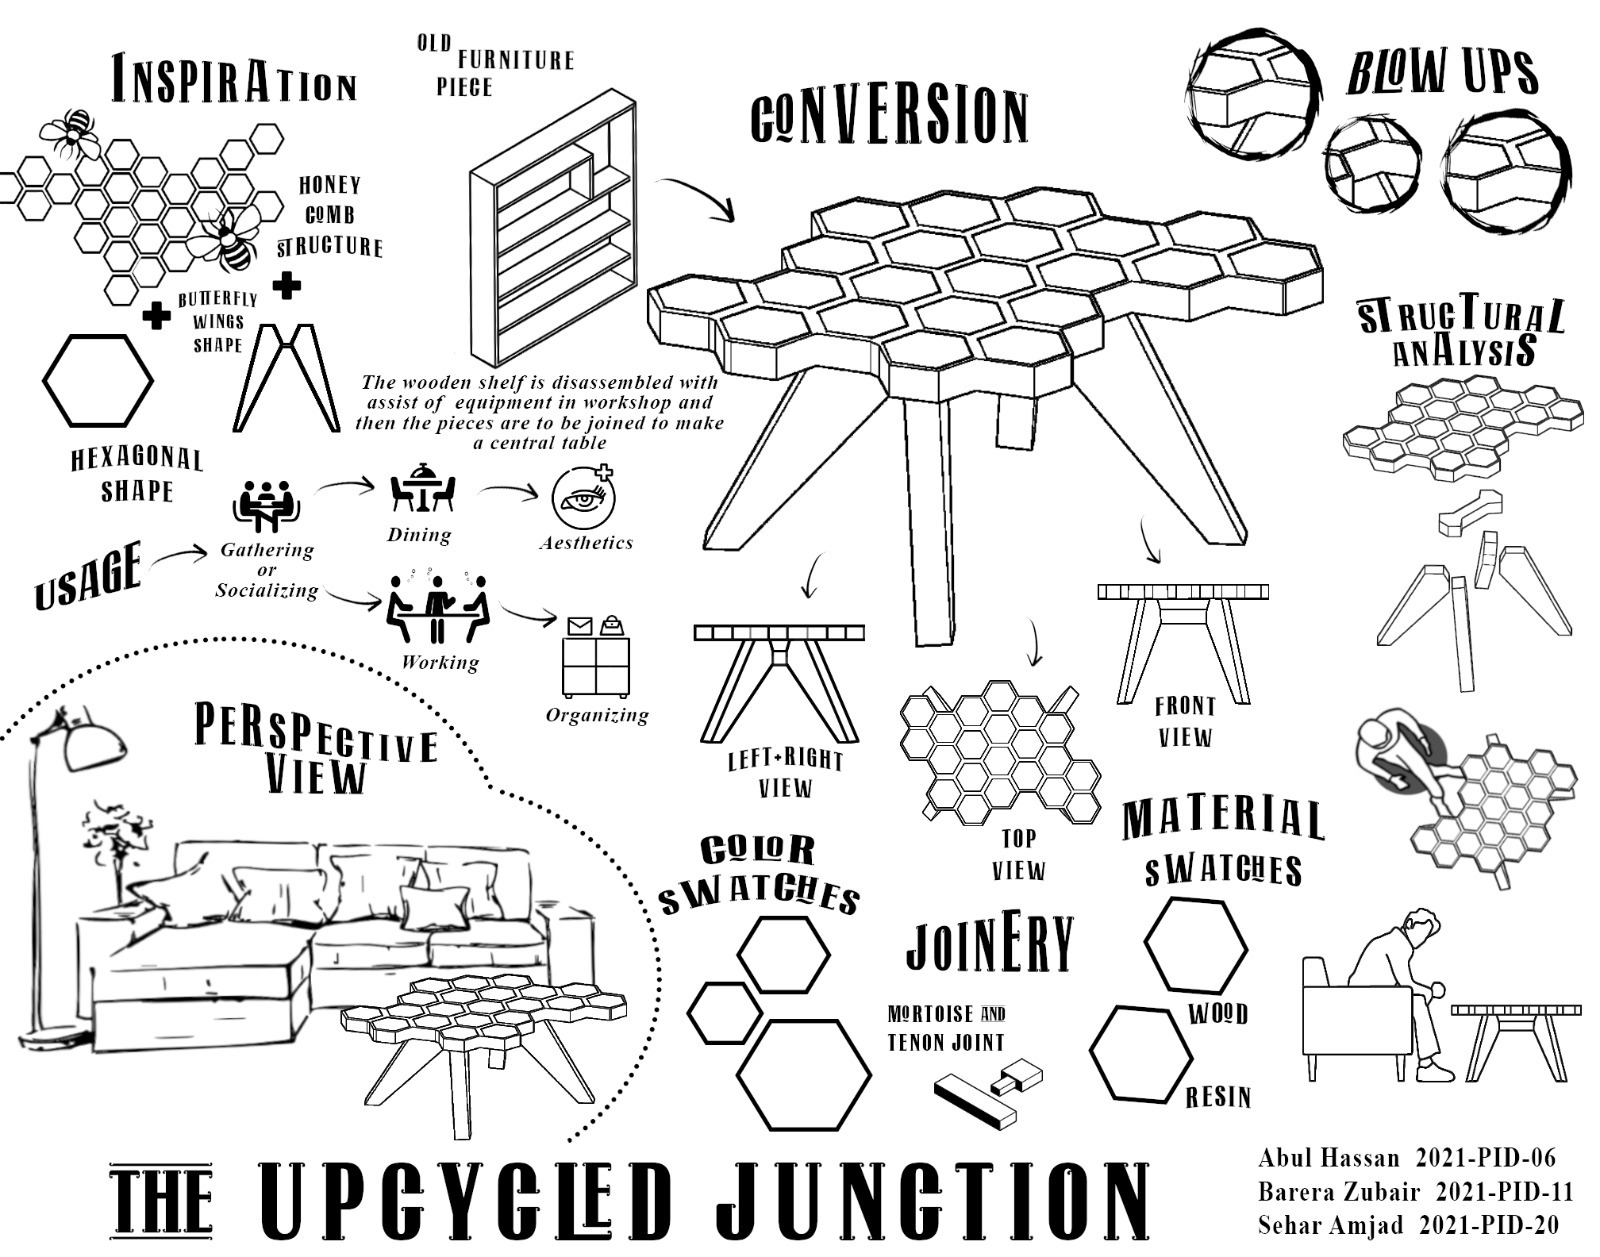 INSPIRATION
HONEY
COMB
STRUCTURE
+
BUTTERFLY
WINGS
SHAPE
+
HEXAGONAL
SHAPE
OLD FURNITURE
PIECE
The wooden shelf is disassembled with
assist of equipment in workshop and
then the pieces are to be joined to make
a central table
CONVERSION
BLOW UPS
STRUCTURAL
ANALYSIS
USAGE
Gathering
or
Socializing
Dining
Aesthetics
Working
Organizing
PERSPECTIVE
VIEW
LEFT+RIGHT
VIEW
TOP
VIEW
FRONT
VIEW
COLOR
SWATCHES
JOINERY
MORTOISE AND
TENON JOINT
MATERIAL
SWATCHES
WOOD
RESIN
THE UPCYCLED JUNCTION
Abul Hassan 2021-PID-06
Barera Zubair 2021-PID-11
Sehar Amjad 2021-PID-20